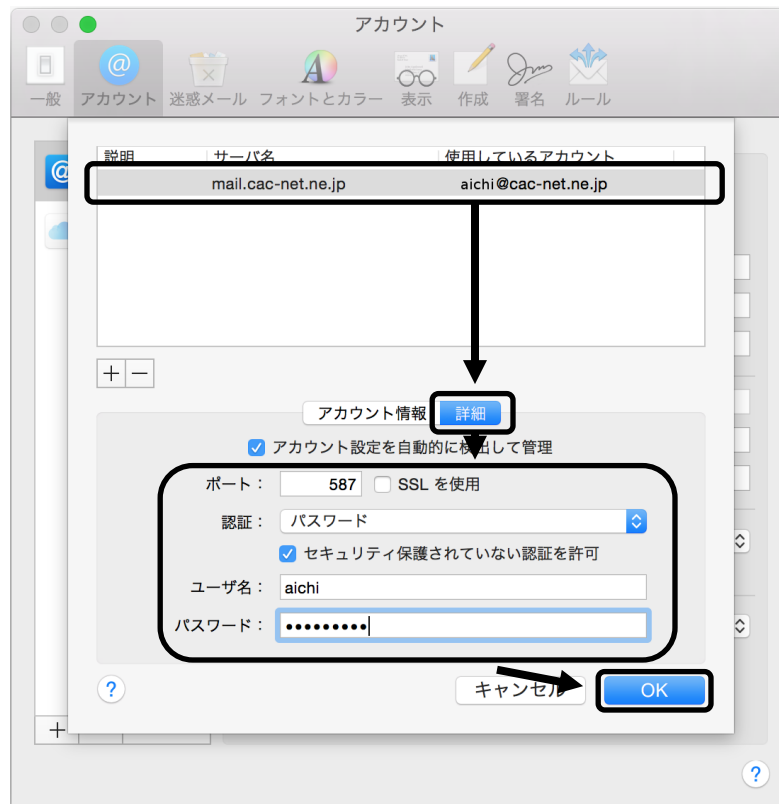 アカウント
一般 アカウント 迷惑メール フォントとカラー 表示 作成 署名 ルール
説明 サーバ名 使用しているアカウント
mail.cac-net.ne.jp aichi@cac-net.ne.jp
+ −
アカウント情報 詳細
アカウント設定を自動的に検出して管理
ポート： 587 SSL を使用
認証： パスワード
セキュリティ保護されていない認証を許可
ユーザ名： aichi
パスワード： •••••••••
? キャンセル OK
+
?